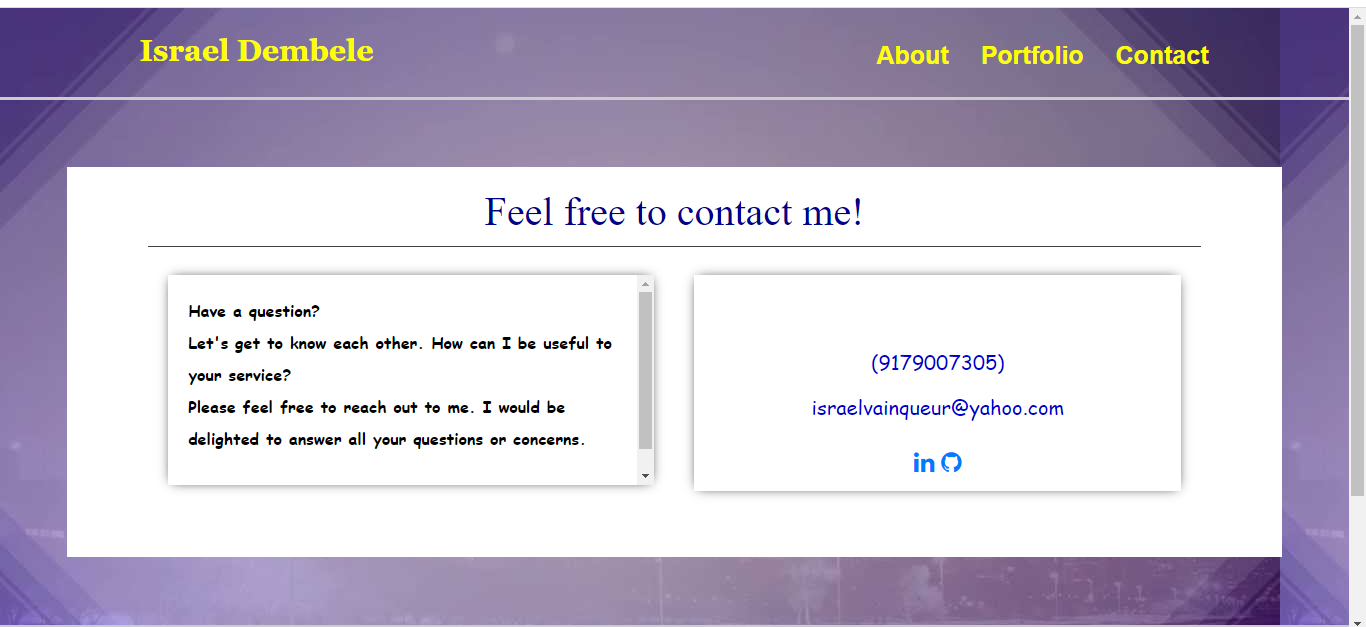 Israel Dembele
About Portfolio Contact
Feel free to contact me!
Have a question?
Let's get to know each other. How can I be useful to
your service?
Please feel free to reach out to me. I would be
delighted to answer all your questions or concerns.
(9179007305)
israelvainqueur@yahoo.com
in